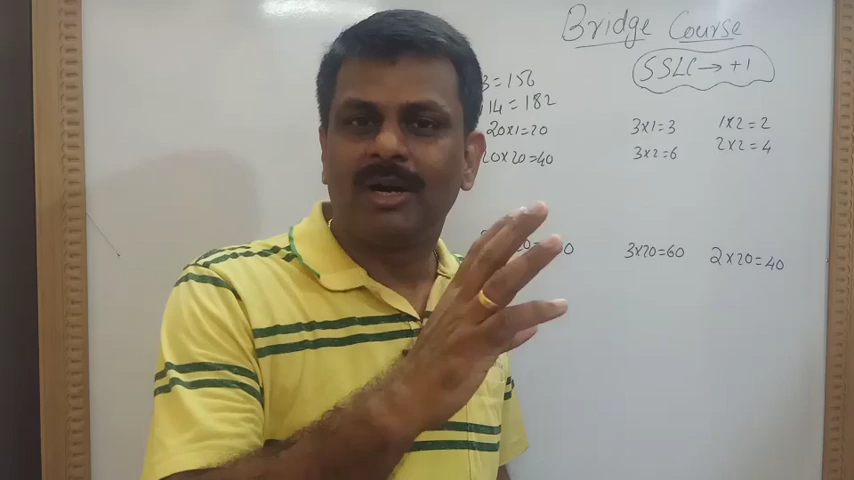 Bridge Course
SSLC → +1
3 = 156
14 = 182
20x1=20
20x20=40
3x1=3
3x2=6
3x20=60
1x2=2
2x2=4
2x20=40